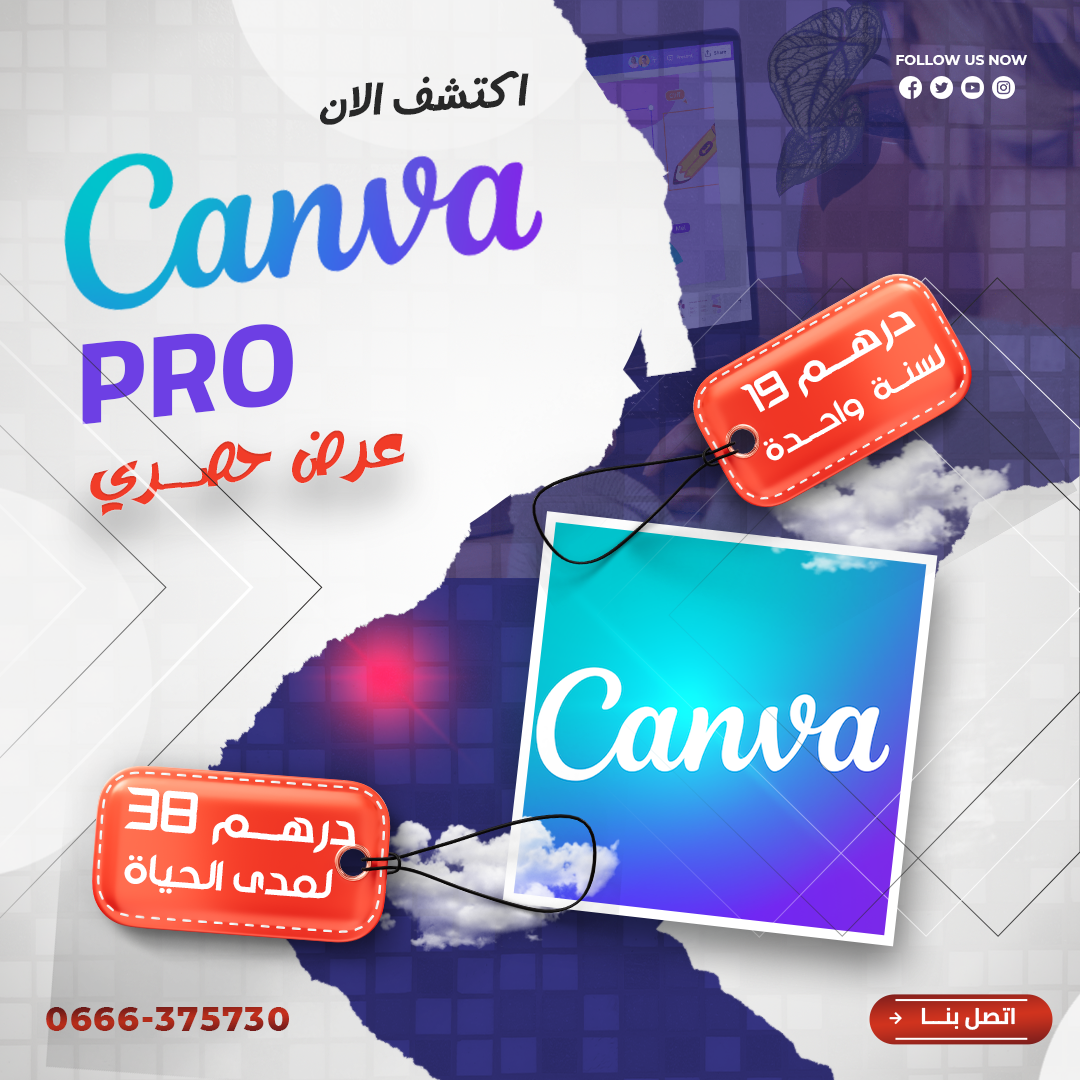 FOLLOW US NOW
اكتشف الان
Canva
PRO
عرض حصري
19 درهم
لسنة واحدة
Canva
38 درهم
لمدى الحياة
0666-375730
اتصل بنا